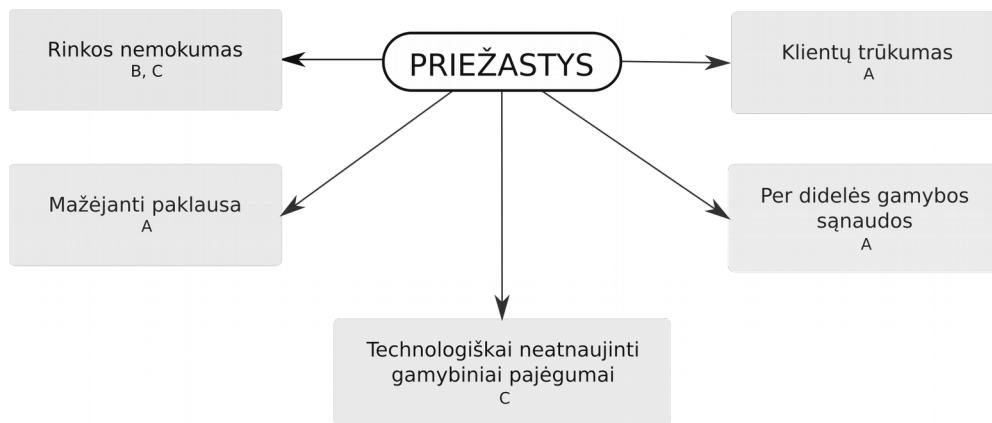 PRIEŽASTYS
Rinkos nemokumas
B, C
Klientų trūkumas
A
Mažėjanti paklausa
A
Per didelės gamybos
sąnaudos
A
Technologiškai neatnaujinti
gamybiniai pajėgumai
C